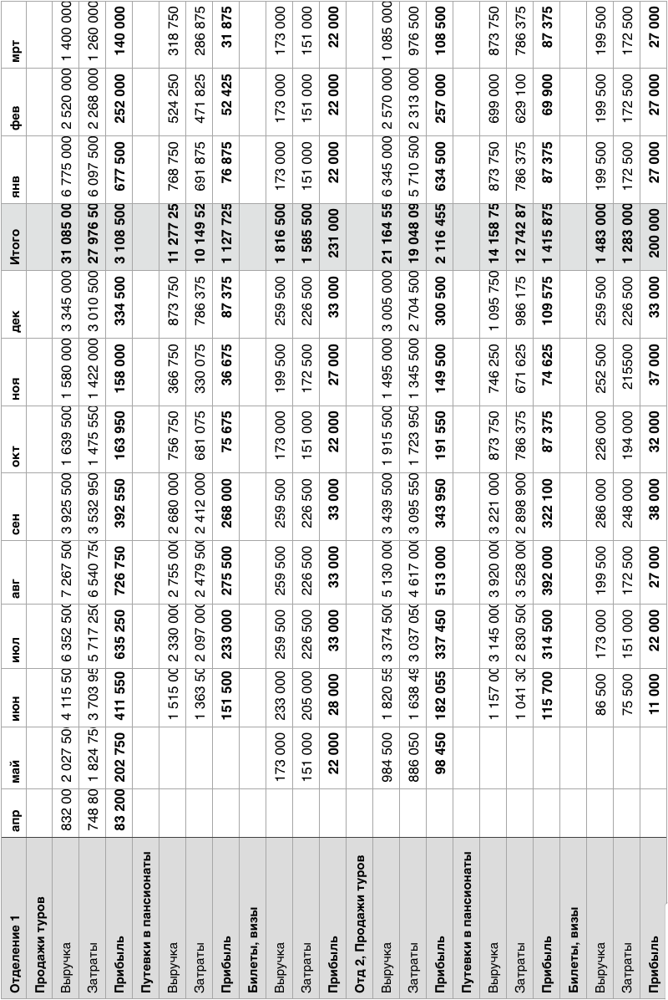 Отделение 1 апр май июн июл авг сен окт ноя дек Итого янв фев мрт
Продажи туров
Выручка 832 00 2 027 50 4 115 50 6 352 500 7 267 500 3 925 500 1 639 500 1 580 000 3 345 000 31 085 00 6 775 000 2 520 000 1 400 000
Затраты 748 80 1 824 75 3 703 95 5 717 250 6 540 750 3 532 950 1 475 550 1 422 000 3 010 500 27 976 50 6 097 500 2 268 000 1 260 000
Прибыль 83 200 202 750 411 550 635 250 726 750 392 550 163 950 158 000 334 500 3 108 500 677 500 252 000 140 000
Путевки в пансионаты
Выручка 1 515 00 2 330 000 2 755 000 2 680 000 756 750 366 750 873 750 11 277 25 768 750 524 250 318 750
Затраты 1 363 50 2 097 000 2 479 500 2 412 000 681 075 330 075 786 375 10 149 52 691 875 471 825 286 875
Прибыль 151 500 233 000 275 500 268 000 75 675 36 675 87 375 1 127 725 76 875 52 425 31 875
Билеты, визы
Выручка 173 000 233 000 259 500 259 500 259 500 173 000 199 500 259 500 1 816 500 173 000 173 000 173 000
Затраты 151 000 205 000 226 500 226 500 226 500 151 000 172 500 226 500 1 585 500 151 000 151 000 151 000
Прибыль 22 000 28 000 33 000 33 000 33 000 22 000 27 000 33 000 231 000 22 000 22 000 22 000
Отд 2, Продажи туров
Выручка 984 500 1 820 55 3 374 500 5 130 000 3 439 500 1 915 500 1 495 000 3 005 000 21 164 55 6 345 000 2 570 000 1 085 000
Затраты 886 050 1 638 49 3 037 050 4 617 000 3 095 550 1 723 950 1 345 500 2 704 500 19 048 09 5 710 500 2 313 000 976 500
Прибыль 98 450 182 055 337 450 513 000 343 950 191 550 149 500 300 500 2 116 455 634 500 257 000 108 500
Путевки в пансионаты
Выручка 1 157 00 3 145 000 3 920 000 3 221 000 873 750 746 250 1 095 750 14 158 75 873 750 699 000 873 750
Затраты 1 041 30 2 830 500 3 528 000 2 898 900 786 375 671 625 986 175 12 742 87 786 375 629 100 786 375
Прибыль 115 700 314 500 392 000 322 100 87 375 74 625 109 575 1 415 875 87 375 69 900 87 375
Билеты, визы
Выручка 86 500 173 000 199 500 286 000 226 000 252 500 259 500 1 483 000 199 500 199 500 199 500
Затраты 75 500 151 000 172 500 248 000 194 000 215500 226 500 1 283 000 172 500 172 500 172 500
Прибыль 11 000 22 000 27 000 38 000 32 000 37 000 33 000 200 000 27 000 27 000 27 000